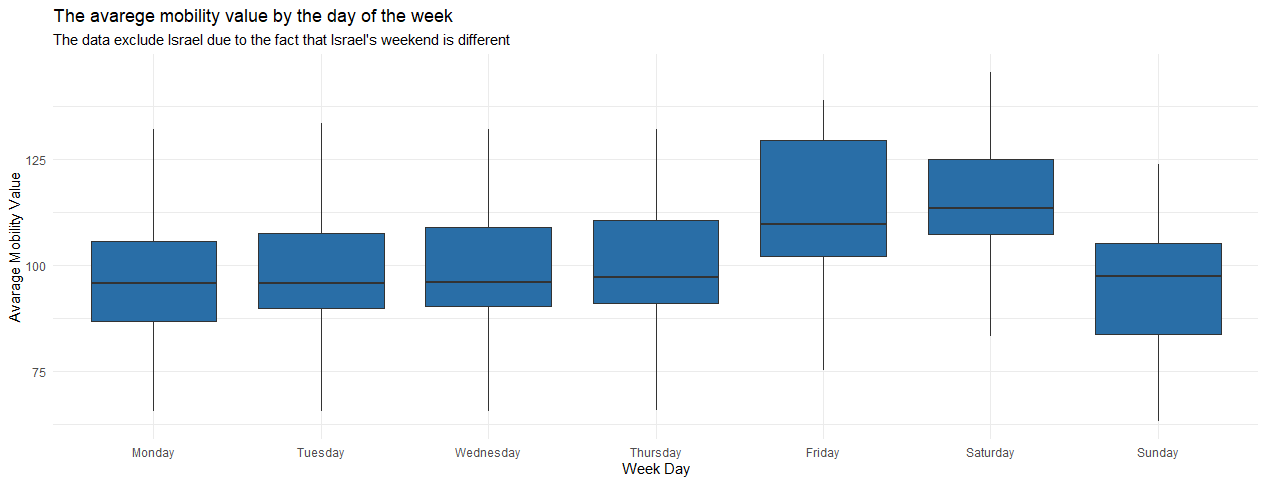 The avarege mobility value by the day of the week
The data exclude Israel due to the fact that Israel's weekend is different
Avarage Mobility Value
125
100
75
Monday Tuesday Wednesday Thursday Friday Saturday Sunday
Week Day